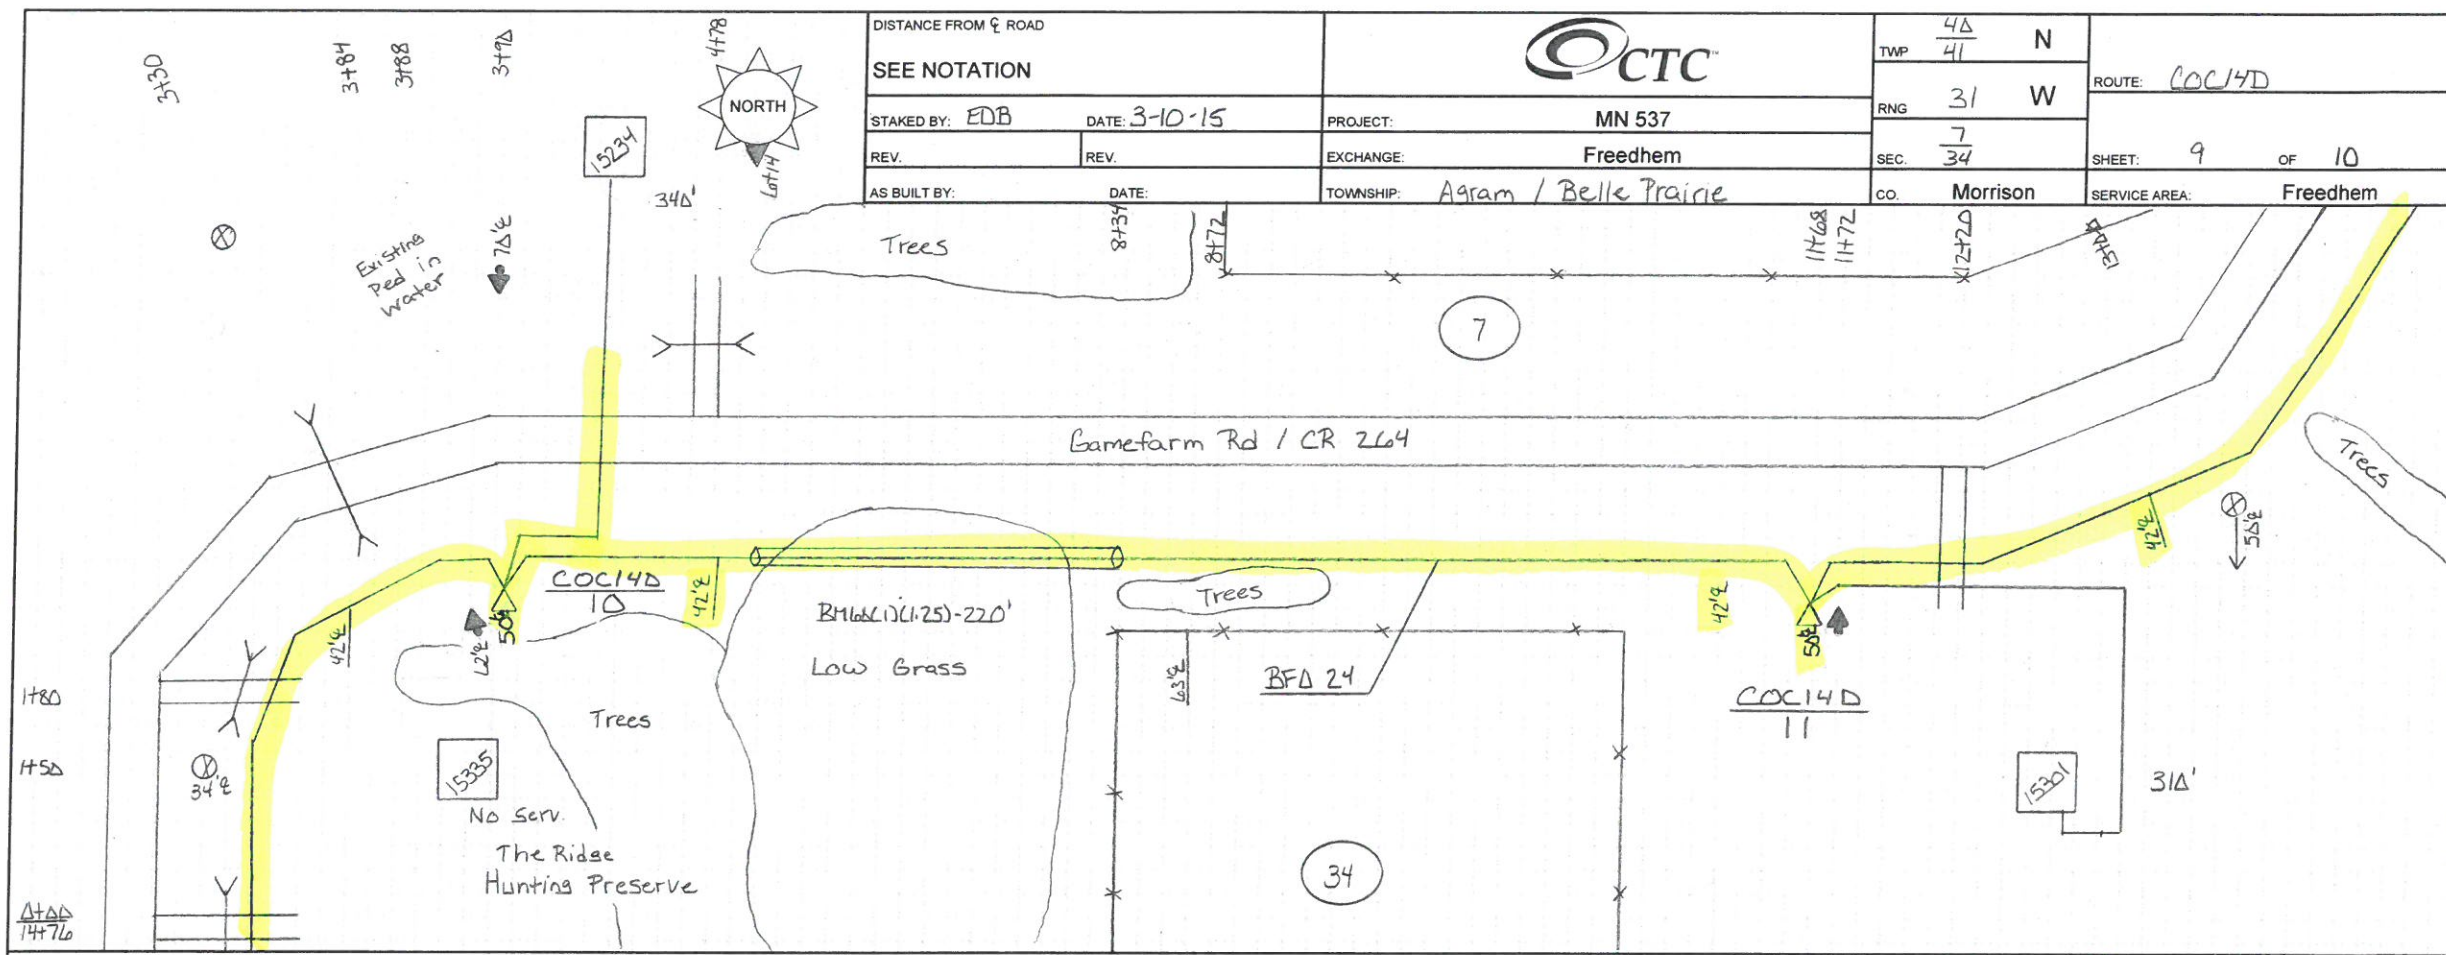 DISTANCE FROM ℄ ROAD
SEE NOTATION
STAKED BY: EDB DATE: 3-10-15
REV. REV.
AS BUILT BY: DATE:
CTC™
PROJECT: MN 537
EXCHANGE: Freedhem
TOWNSHIP: Agram / Belle Prairie
TWP 40 N
41
RNG 31 W
SEC. 7
34
CO. Morrison
ROUTE: COC14D
SHEET: 9 OF 10
SERVICE AREA: Freedhem
3+30
3+84
3+88
3+90
4+78
NORTH
Lot 14
15234
340'
70'℄
Existing
Ped in
water
Trees
8+34
8+72
11+68
11+72
12+20
7
Gamefarm Rd / CR 264
Trees
42'℄
50'℄
42'℄
62'℄
50'℄
COC14D
10
42'℄
BM60(1)(1.25)-220'
Low Grass
Trees
63'℄
BFO 24
42'℄
50'℄
COC14D
11
1+80
1+50
34'℄
15335
No Serv.
The Ridge
Hunting Preserve
Trees
34
15301
310'
0+00
14+76